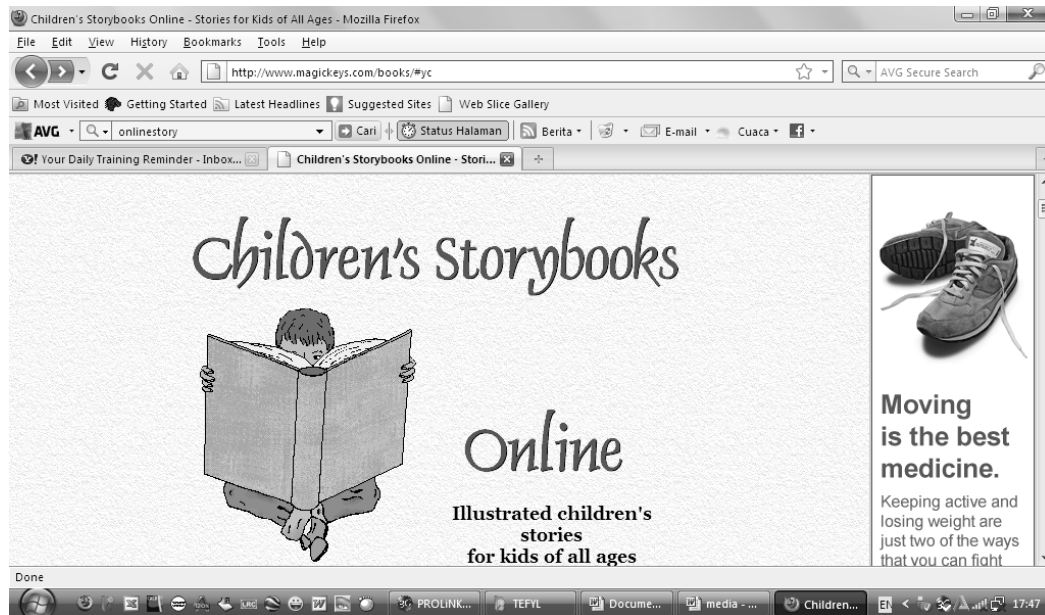 Children's Storybooks Online - Stories for Kids of All Ages - Mozilla Firefox
File Edit View History Bookmarks Tools Help
http://www.magickeys.com/books/#yc AVG Secure Search
Most Visited Getting Started Latest Headlines Suggested Sites Web Slice Gallery
AVG onlinestory Cari Status Halaman Berita E-mail Cuaca
Your Daily Training Reminder - Inbox... Children's Storybooks Online - Stori...
Children's Storybooks
Online
Illustrated children's
stories
for kids of all ages
Moving
is the best
medicine.
Keeping active and
losing weight are
just two of the ways
that you can fight
Done
PROLiNK... TEFYL Docume... media - ... Children... EN 17:47